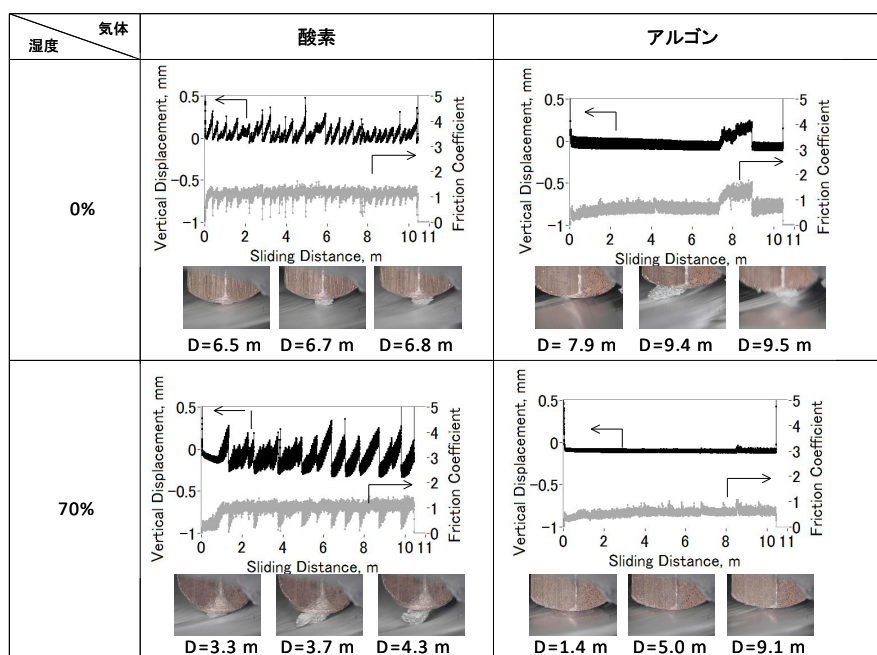 気体
湿度
酸素
アルゴン
0%
Vertical Displacement, mm
0.5
0
−0.5
−1
5
4
3
2
1
0
Friction Coefficient
0 2 4 6 8 10 11
Sliding Distance, m
D=6.5 m D=6.7 m D=6.8 m
Vertical Displacement, mm
0.5
0
−0.5
−1
5
4
3
2
1
0
Friction Coefficient
0 2 4 6 8 10 11
Sliding Distance, m
D= 7.9 m D=9.4 m D=9.5 m
70%
Vertical Displacement, mm
0.5
0
−0.5
−1
5
4
3
2
1
0
Friction Coefficient
0 2 4 6 8 10 11
Sliding Distance, m
D=3.3 m D=3.7 m D=4.3 m
Vertical Displacement, mm
0.5
0
−0.5
−1
5
4
3
2
1
0
Friction Coefficient
0 2 4 6 8 10 11
Sliding Distance, m
D=1.4 m D=5.0 m D=9.1 m